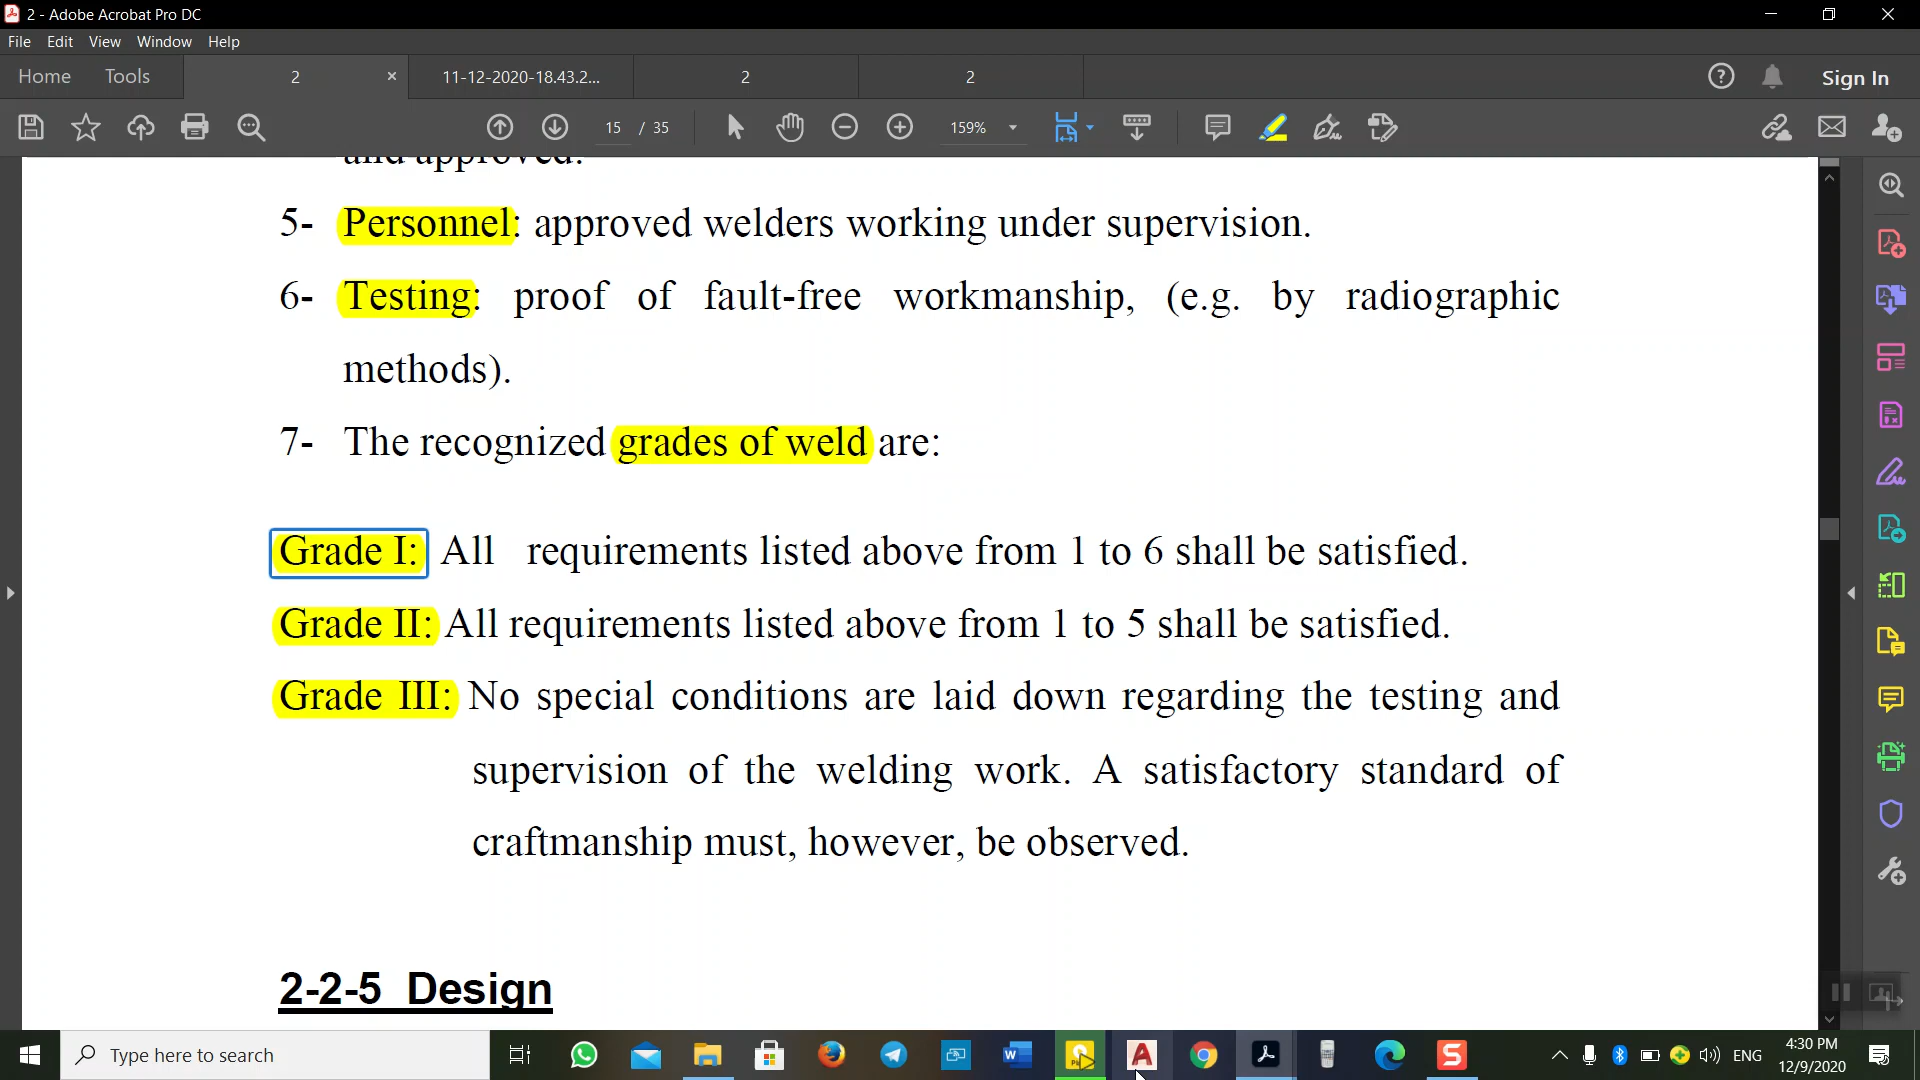 2 - Adobe Acrobat Pro DC
File Edit View Window Help
Home Tools 2 11-12-2020-18.43.2... 2 2 Sign In
15 / 35 159%
and approved.
5- Personnel: approved welders working under supervision.
6- Testing: proof of fault-free workmanship, (e.g. by radiographic
methods).
7- The recognized grades of weld are:
Grade I: All requirements listed above from 1 to 6 shall be satisfied.
Grade II: All requirements listed above from 1 to 5 shall be satisfied.
Grade III: No special conditions are laid down regarding the testing and
supervision of the welding work. A satisfactory standard of
craftmanship must, however, be observed.
2-2-5 Design
Type here to search
ENG
4:30 PM
12/9/2020